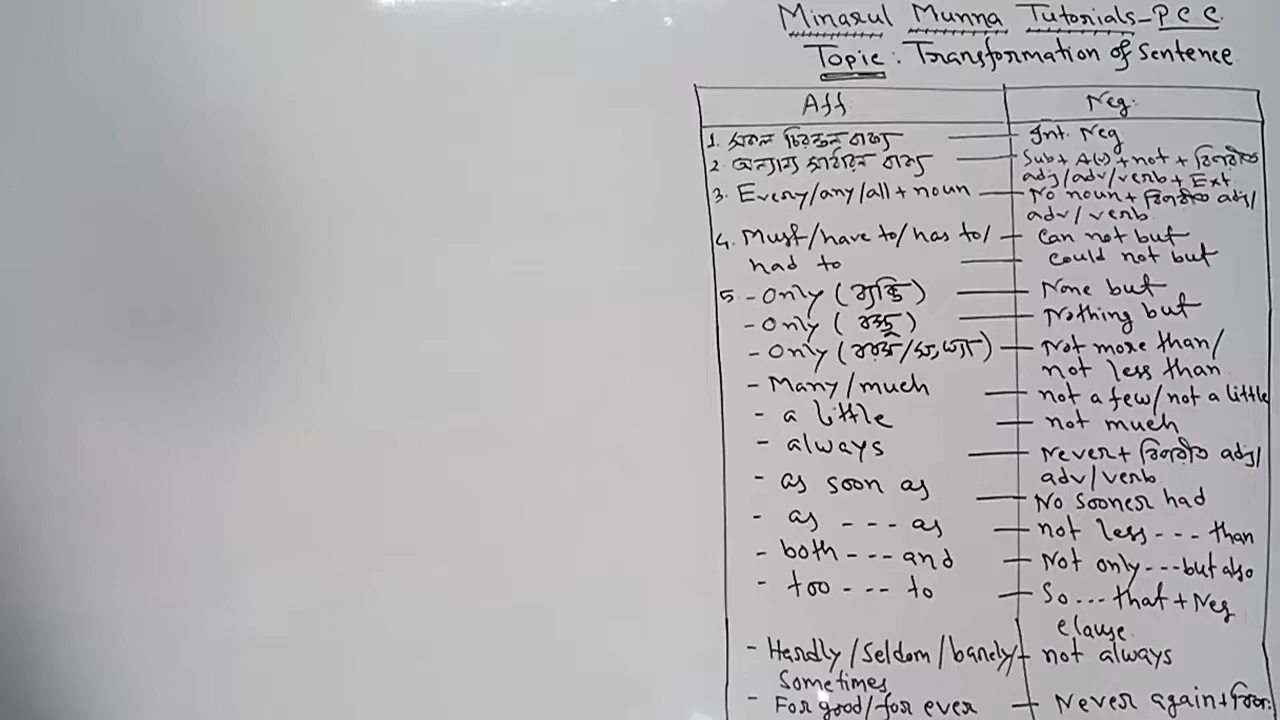 Minarul Munna Tutorials-PCC
Topic: Transformation of Sentence
Aff Neg:
1. সকল চিরন্তন বাক্য — Int. Neg
2. অন্যান্য সাধারন বাক্য — Sub + A(v) + not + বিপরীত
adj/adv/verb + Ext
3. Every/any/all + noun — No noun + বিপরীত adj/
adv/verb
4. Must/have to/has to/ — Can not but
had to — could not but
5 - Only (ব্যক্তি) — None but
- Only (বস্তু) — Nothing but
- Only (বয়স/সংখ্যা) — Not more than/
not less than
- Many/much — not a few/not a little
- a little — not much
- always — Never + বিপরীত adj/
adv/verb
- as soon as — No sooner had
- as --- as — not less --- than
- both --- and — Not only --- but also
- too --- to — So ... that + Neg
clause.
- Hardly/seldom/barely/ — not always
Sometimes
- For good/for ever — Never again +